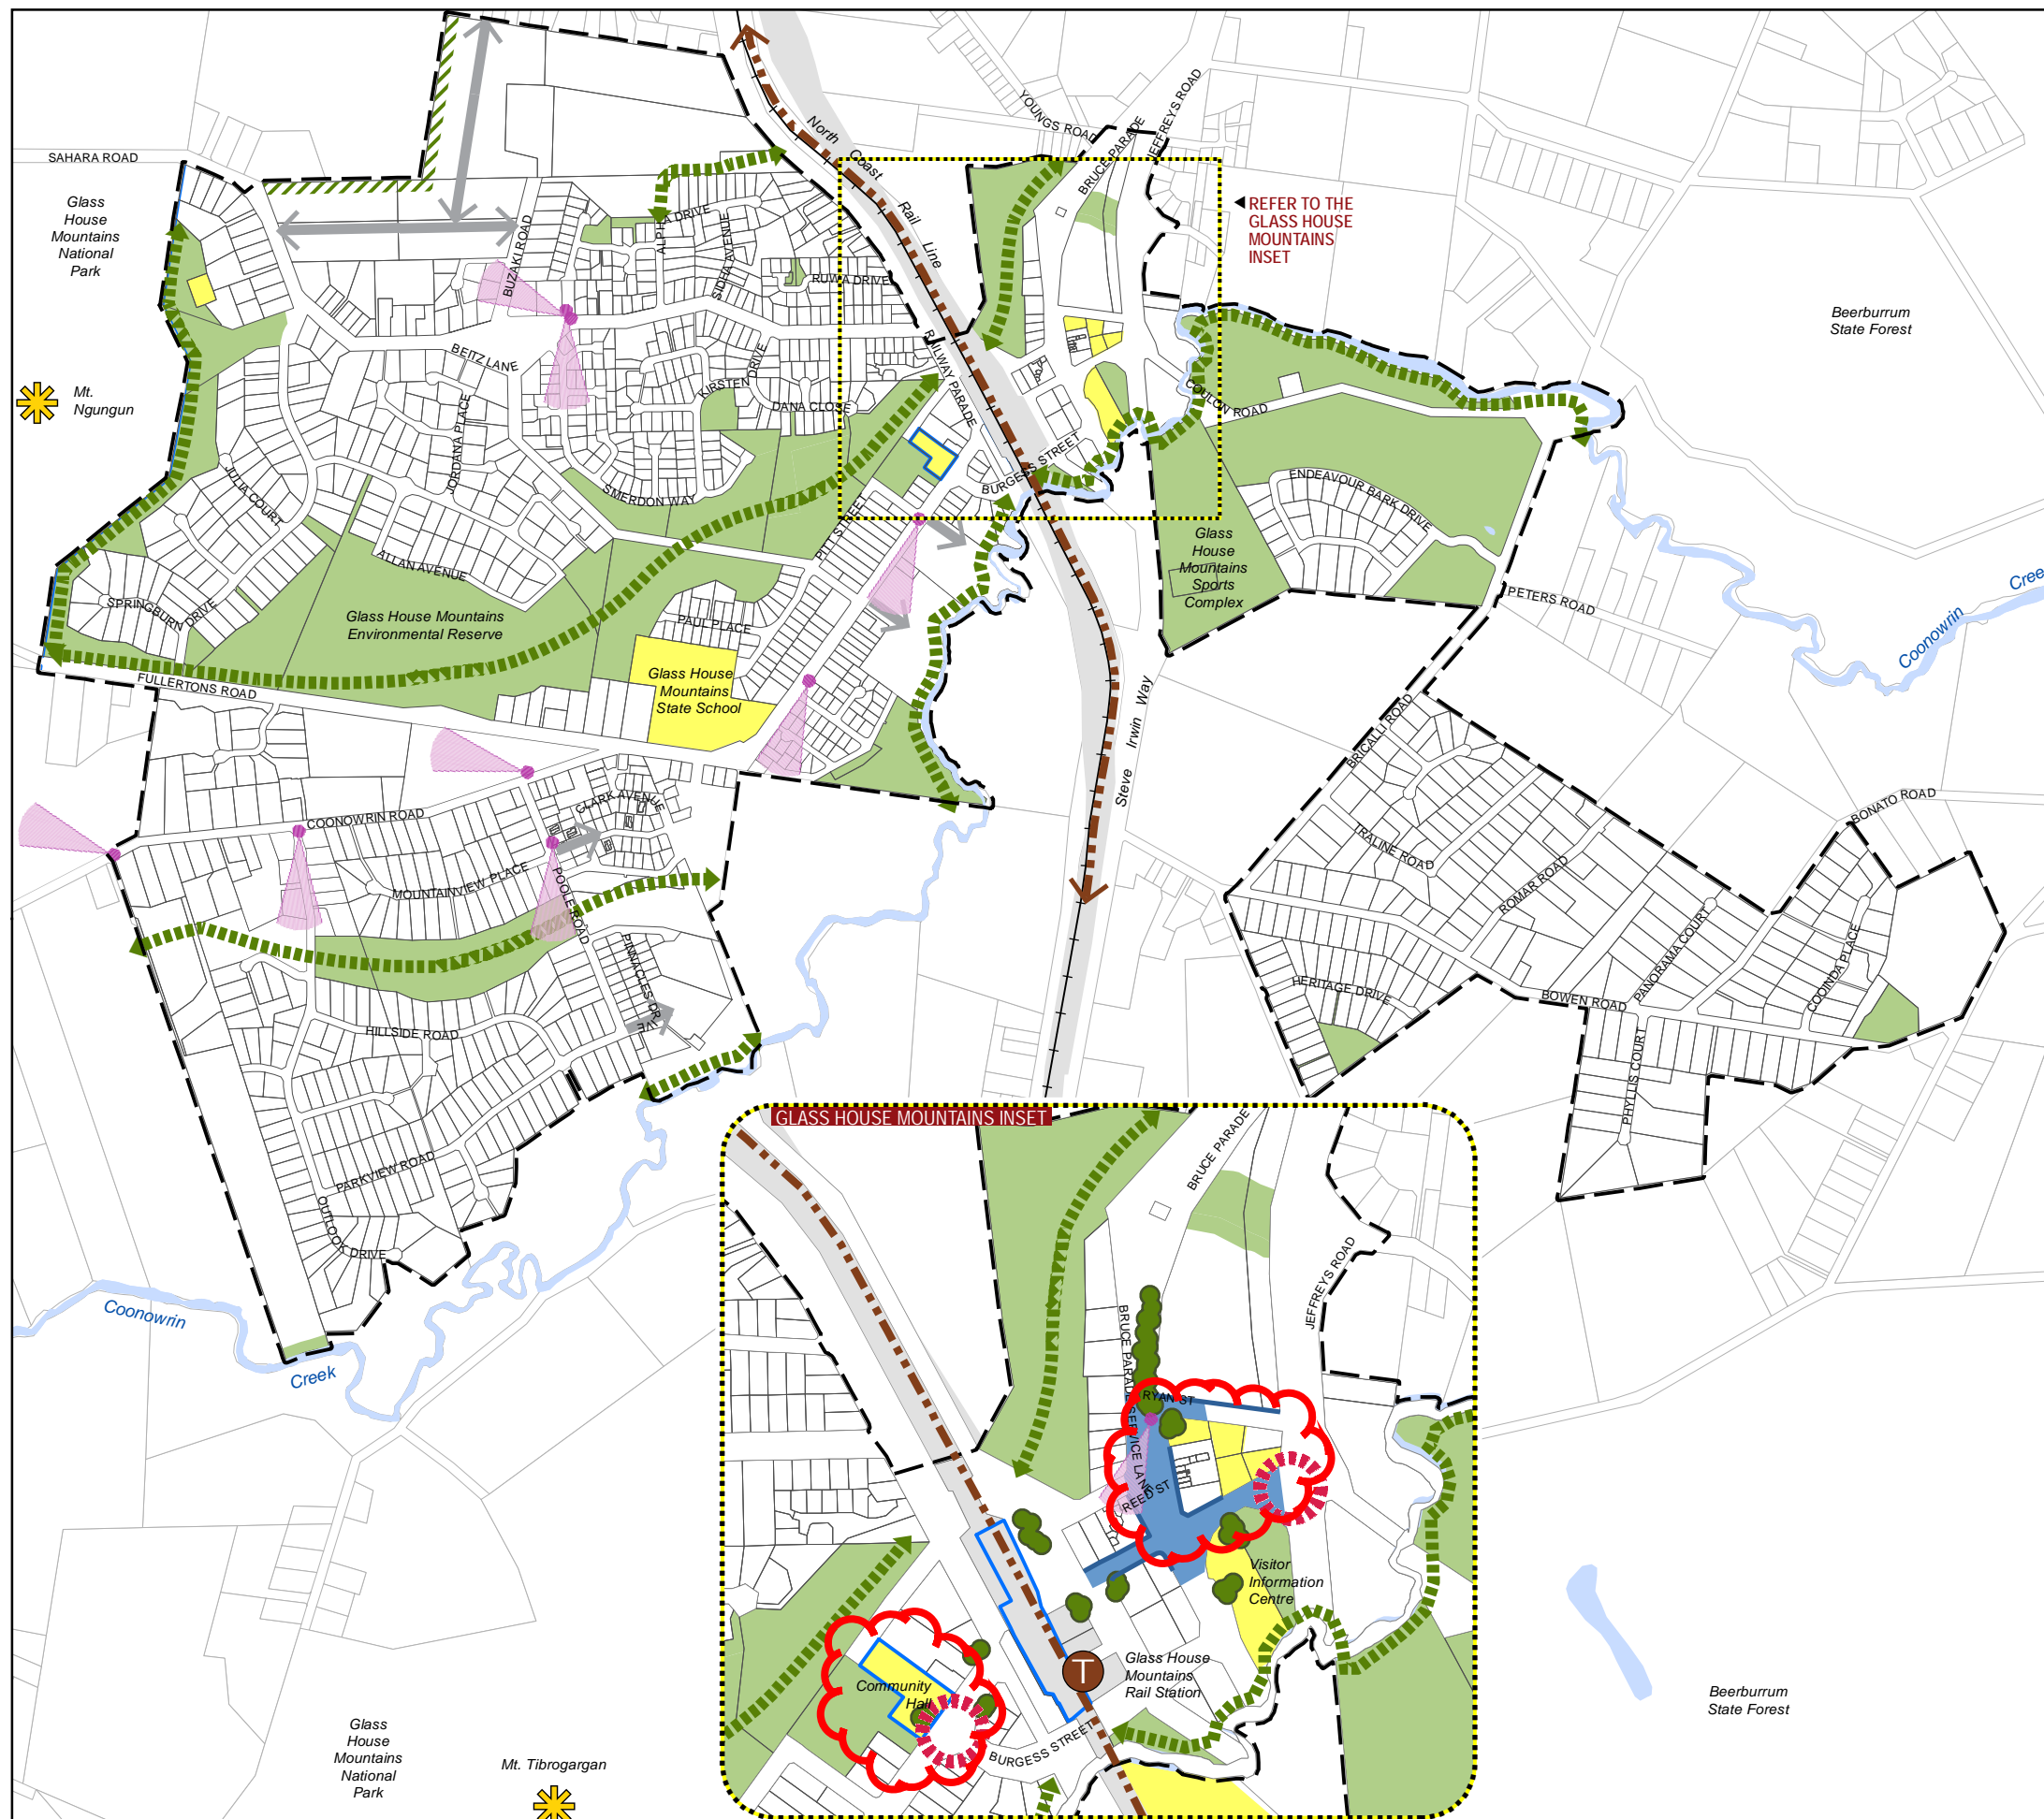 SAHARA ROAD
Glass
House
Mountains
National
Park
Mt.
Ngungun
North Coast Rail Line
YOUNGS ROAD
BRUCE PARADE
JEFFREYS ROAD
REFER TO THE
GLASS HOUSE
MOUNTAINS
INSET
Beerburrum
State Forest
BUZAKI ROAD
SIDHA AVENUE
RUWA DRIVE
RAILWAY PARADE
BEITZ LANE
KIRSTEN DRIVE
DANA CLOSE
JORDANA PLACE
COULON ROAD
JULIA COURT
SMERDON WAY
BURGESS STREET
ENDEAVOUR BARK DRIVE
PITT STREET
ALLAN AVENUE
Glass
House
Mountains
Sports
Complex
SPRINGBURN DRIVE
Glass House Mountains
Environmental Reserve
PAUL PLACE
PETERS ROAD
Coonowrin
Glass House
Mountains
State School
FULLERTONS ROAD
Steve Irwin Way
BRICALLI ROAD
CLARK AVENUE
COONOWRIN ROAD
BONATO ROAD
TRALINE ROAD
MOUNTAINVIEW PLACE
POOLE ROAD
ROMAR ROAD
PANORAMA COURT
COOINDA PLACE
PINNACLES DRIVE
HERITAGE DRIVE
BOWEN ROAD
HILLSIDE ROAD
PHYLLIS COURT
PARKVIEW ROAD
OUTLOOK DRIVE
Coonowrin
Creek
GLASS HOUSE MOUNTAINS INSET
BRUCE PARADE
JEFFREYS ROAD
BRUCE PARADE SERVICE LANE
RYAN ST
REED ST
Visitor
Information
Centre
T
Glass House
Mountains
Rail Station
Community
Hall
BURGESS STREET
Glass
House
Mountains
National
Park
Mt. Tibrogargan
Beerburrum
State Forest